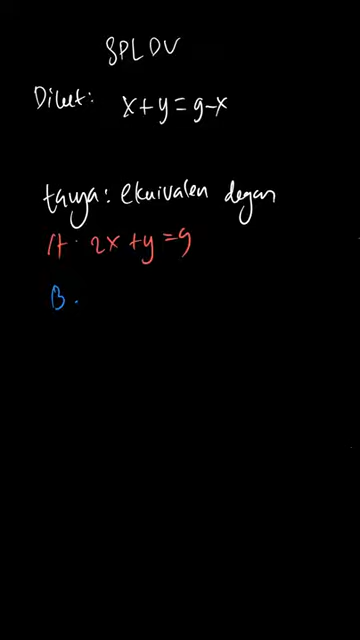 SPLDV
Diket: x+y=9-x
tanya: ekuivalen dengan
A. 2x+y=9
B.